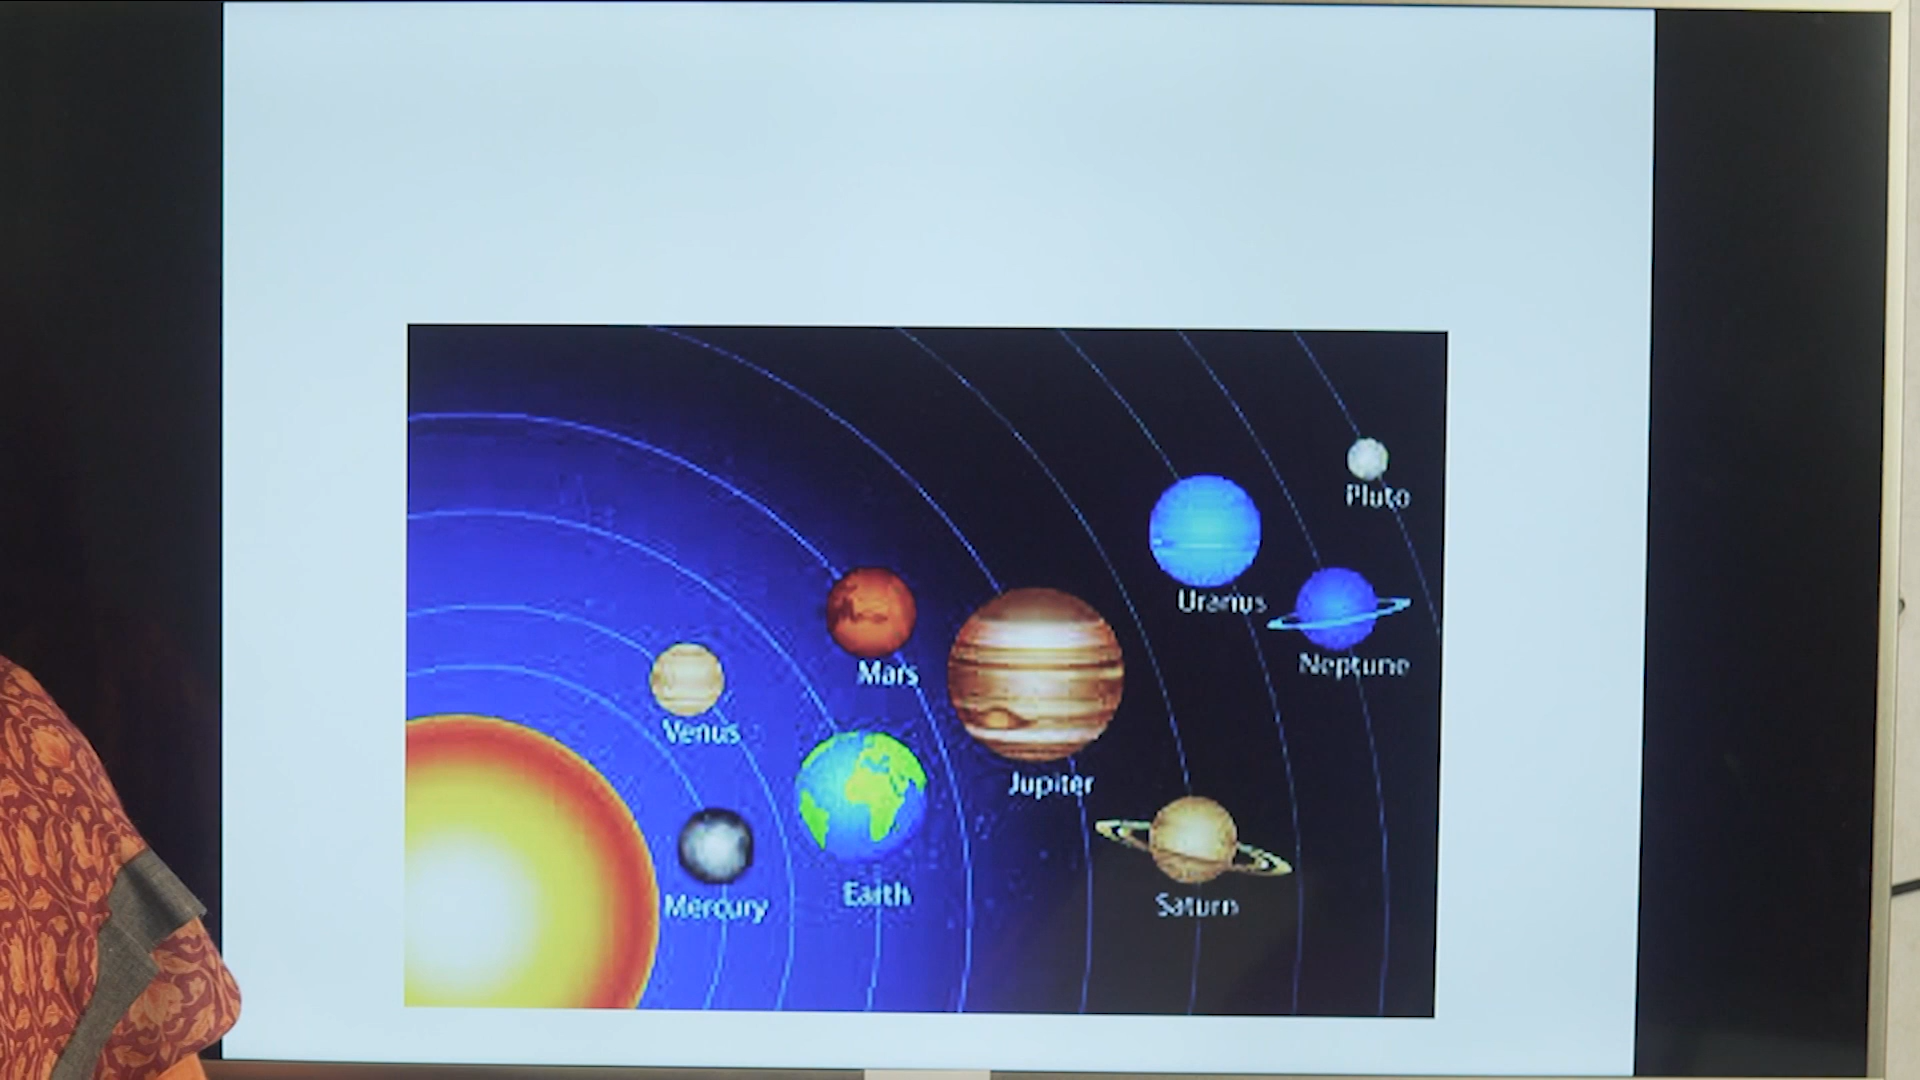 Pluto
Uranus
Neptune
Mars
Venus
Jupiter
Earth
Mercury
Saturn